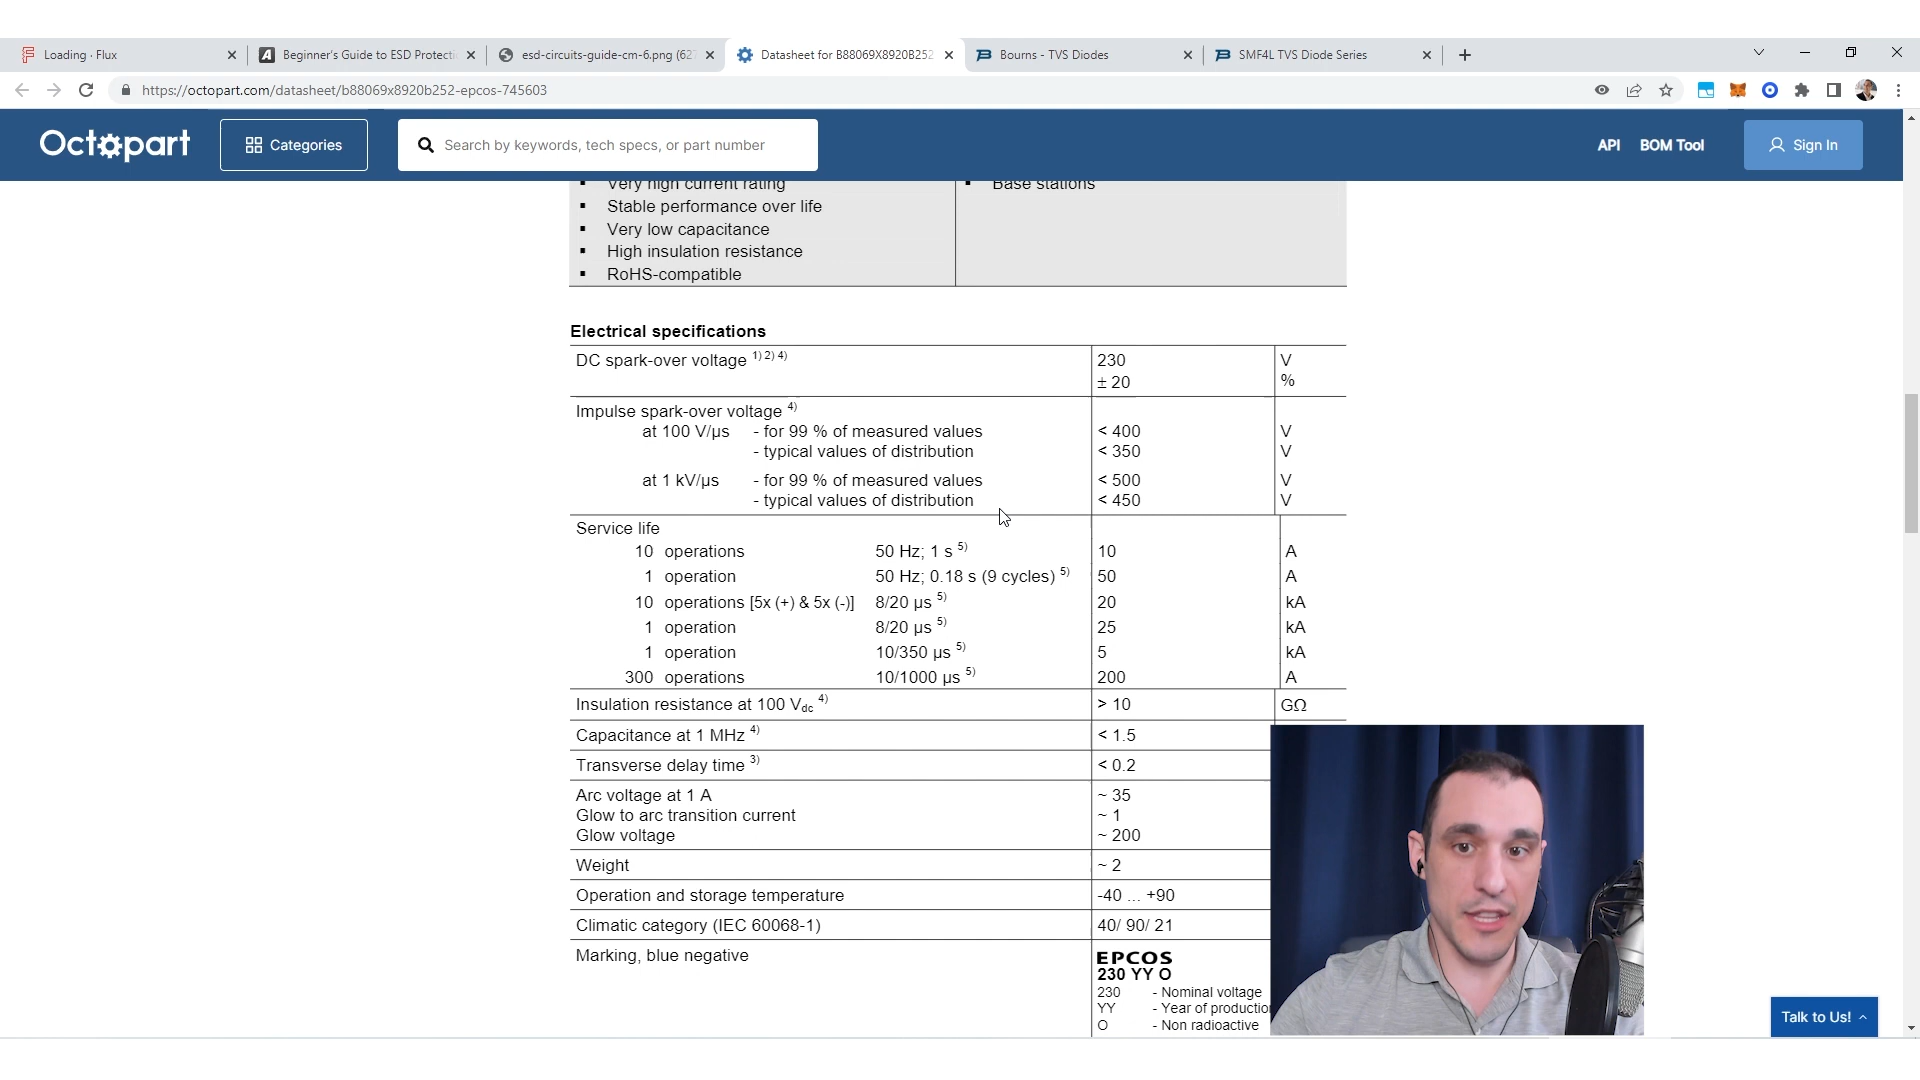 Loading · Flux
Beginner's Guide to ESD Protecti
esd-circuits-guide-cm-6.png (627
Datasheet for B88069X8920B252
Bourns - TVS Diodes
SMF4L TVS Diode Series
https://octopart.com/datasheet/b88069x8920b252-epcos-745603
Octopart
Categories
Search by keywords, tech specs, or part number
API
BOM Tool
Sign In
▪ Very high current rating
▪ Base stations
▪ Stable performance over life
▪ Very low capacitance
▪ High insulation resistance
▪ RoHS-compatible
Electrical specifications
DC spark-over voltage 1) 2) 4) 230 V
± 20 %
Impulse spark-over voltage 4)
at 100 V/µs - for 99 % of measured values < 400 V
- typical values of distribution < 350 V
at 1 kV/µs - for 99 % of measured values < 500 V
- typical values of distribution < 450 V
Service life
10 operations 50 Hz; 1 s 5) 10 A
1 operation 50 Hz; 0.18 s (9 cycles) 5) 50 A
10 operations [5x (+) & 5x (-)] 8/20 µs 5) 20 kA
1 operation 8/20 µs 5) 25 kA
1 operation 10/350 µs 5) 5 kA
300 operations 10/1000 µs 5) 200 A
Insulation resistance at 100 Vdc 4) > 10 GΩ
Capacitance at 1 MHz 4) < 1.5
Transverse delay time 3) < 0.2
Arc voltage at 1 A ~ 35
Glow to arc transition current ~ 1
Glow voltage ~ 200
Weight ~ 2
Operation and storage temperature -40 ... +90
Climatic category (IEC 60068-1) 40/ 90/ 21
Marking, blue negative EPCOS
230 YY O
230 - Nominal voltage
YY - Year of production
O - Non radioactive
Talk to Us!